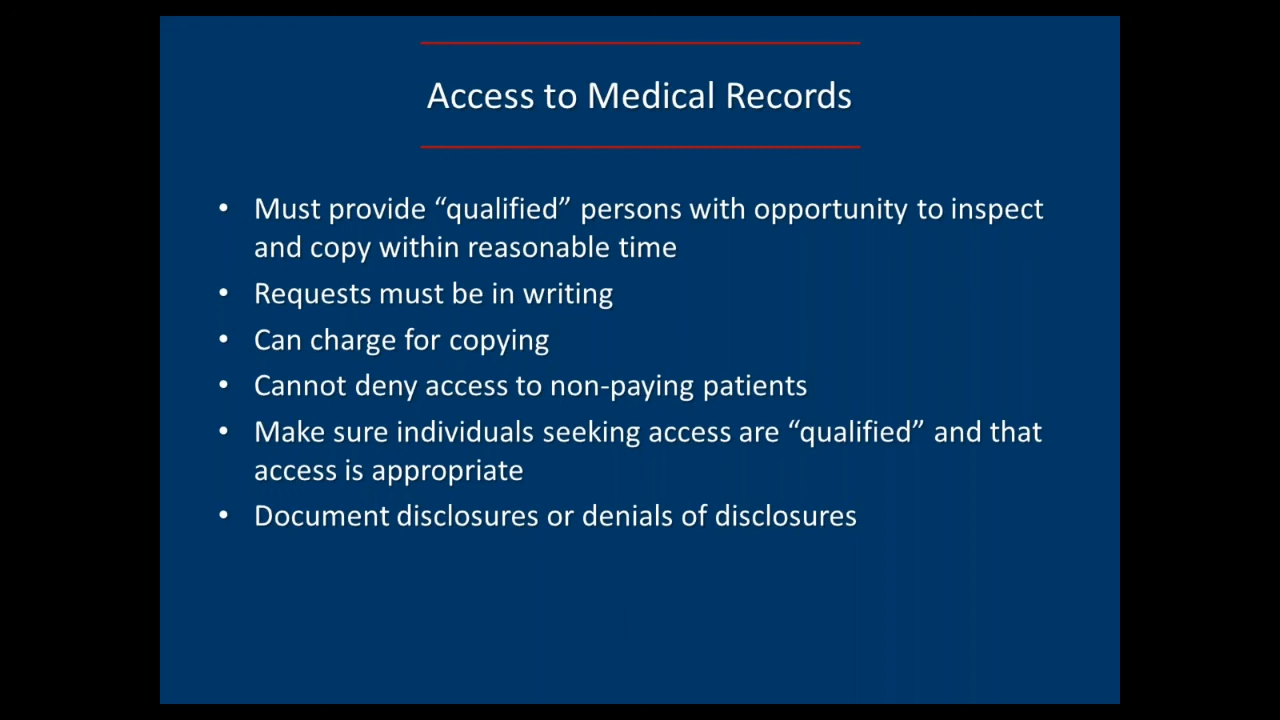 Access to Medical Records
• Must provide “qualified” persons with opportunity to inspect
and copy within reasonable time
• Requests must be in writing
• Can charge for copying
• Cannot deny access to non-paying patients
• Make sure individuals seeking access are “qualified” and that
access is appropriate
• Document disclosures or denials of disclosures